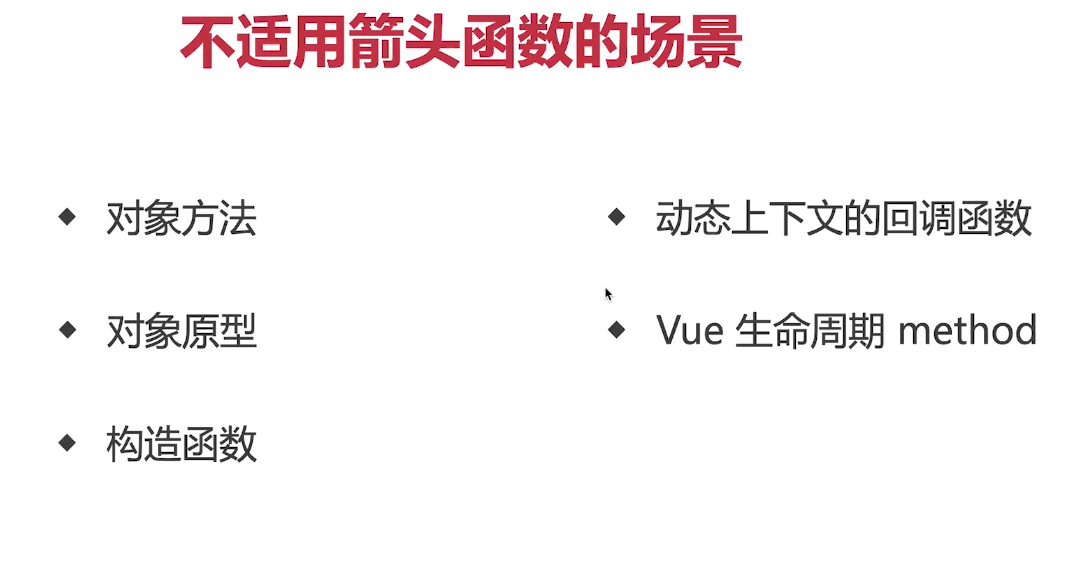 不适用箭头函数的场景
对象方法
对象原型
构造函数
动态上下文的回调函数
Vue 生命周期 method